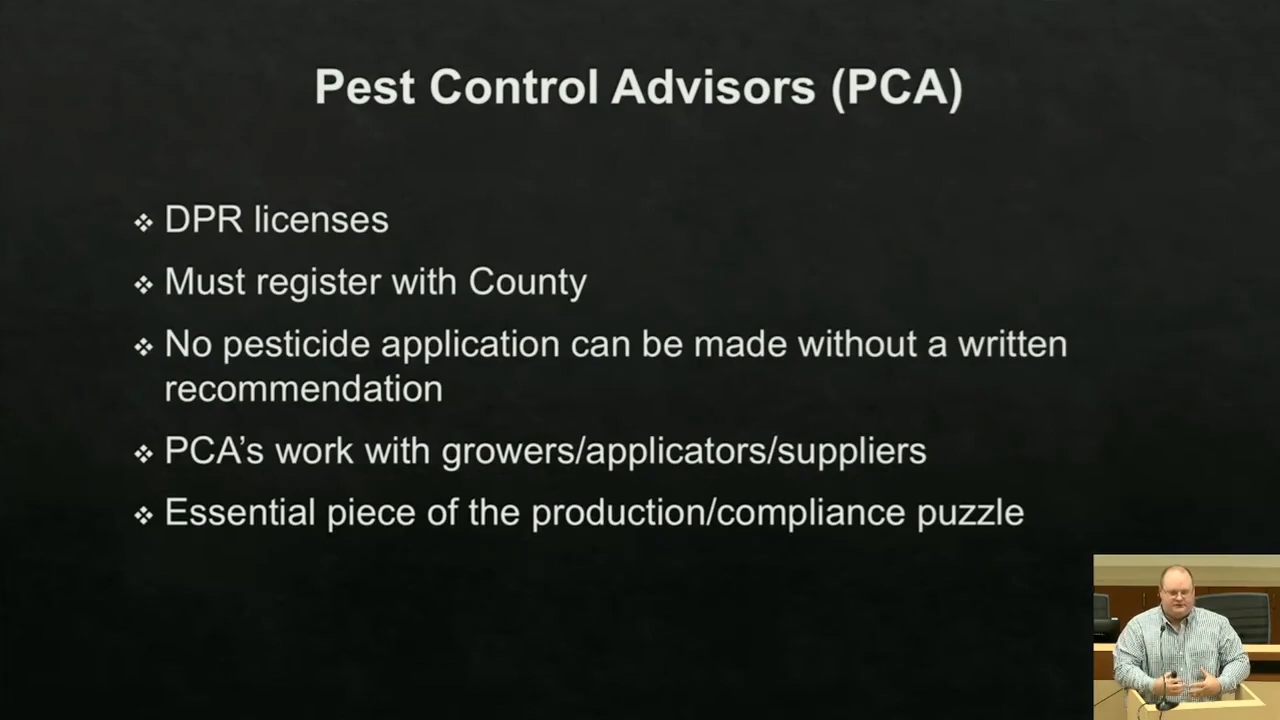 Pest Control Advisors (PCA)
❖ DPR licenses
❖ Must register with County
❖ No pesticide application can be made without a written
recommendation
❖ PCA’s work with growers/applicators/suppliers
❖ Essential piece of the production/compliance puzzle